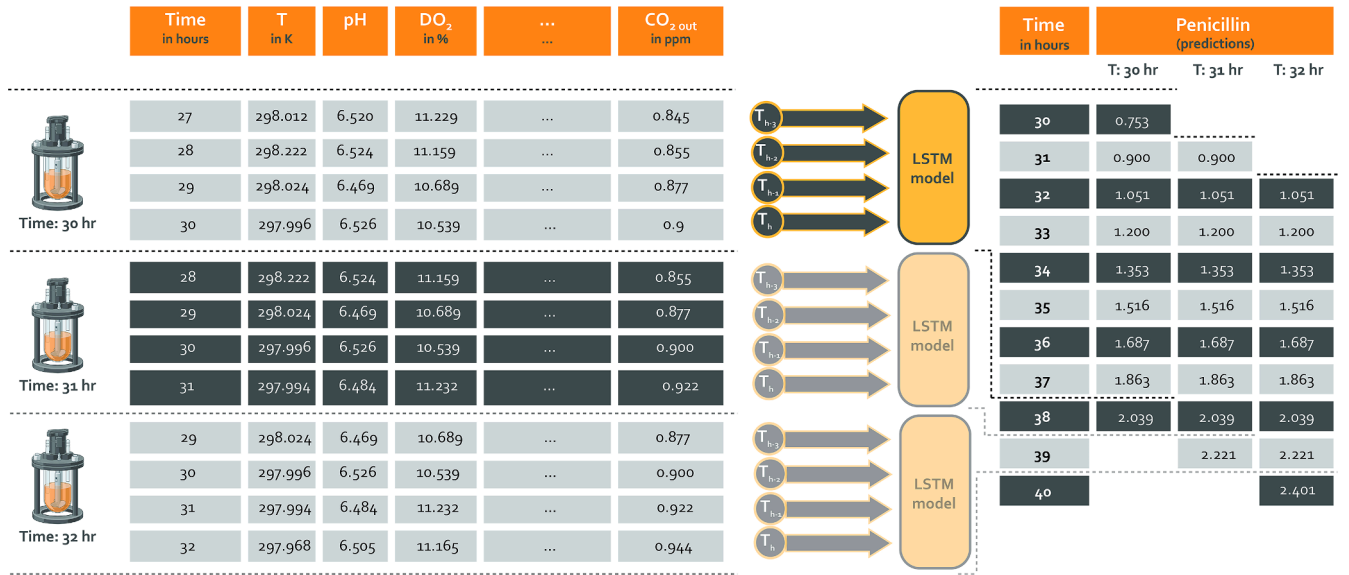 Time T pH DO2 ... CO2 out
in hours in K in % ... in ppm
27 298.012 6.520 11.229 ... 0.845
28 298.222 6.524 11.159 ... 0.855
29 298.024 6.469 10.689 ... 0.877
30 297.996 6.526 10.539 ... 0.9
Time: 30 hr
28 298.222 6.524 11.159 ... 0.855
29 298.024 6.469 10.689 ... 0.877
30 297.996 6.526 10.539 ... 0.900
31 297.994 6.484 11.232 ... 0.922
Time: 31 hr
29 298.024 6.469 10.689 ... 0.877
30 297.996 6.526 10.539 ... 0.900
31 297.994 6.484 11.232 ... 0.922
32 297.968 6.505 11.165 ... 0.944
Time: 32 hr
Th-3
Th-2
Th-1
Th
LSTM
model
Th-3
Th-2
Th-1
Th
LSTM
model
Th-3
Th-2
Th-1
Th
LSTM
model
Time Penicillin
in hours (predictions)
T: 30 hr T: 31 hr T: 32 hr
30 0.753
31 0.900 0.900
32 1.051 1.051 1.051
33 1.200 1.200 1.200
34 1.353 1.353 1.353
35 1.516 1.516 1.516
36 1.687 1.687 1.687
37 1.863 1.863 1.863
38 2.039 2.039 2.039
39 2.221 2.221
40 2.401